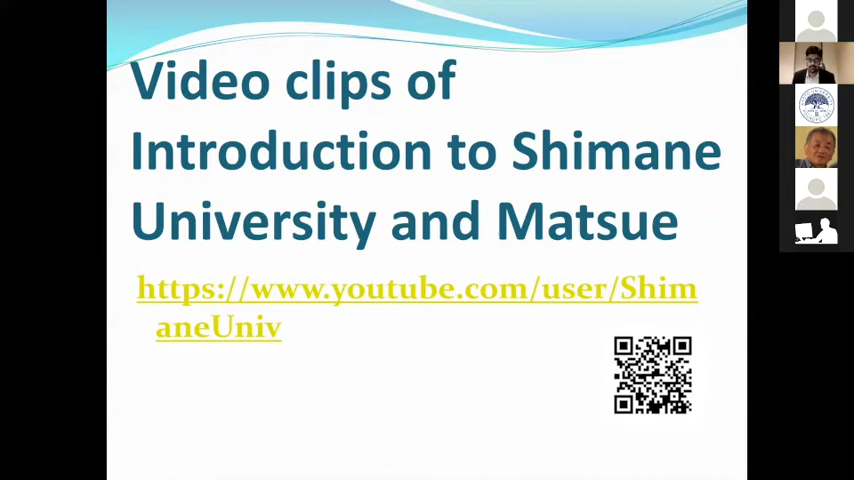 Video clips of
Introduction to Shimane
University and Matsue
https://www.youtube.com/user/Shim
aneUniv